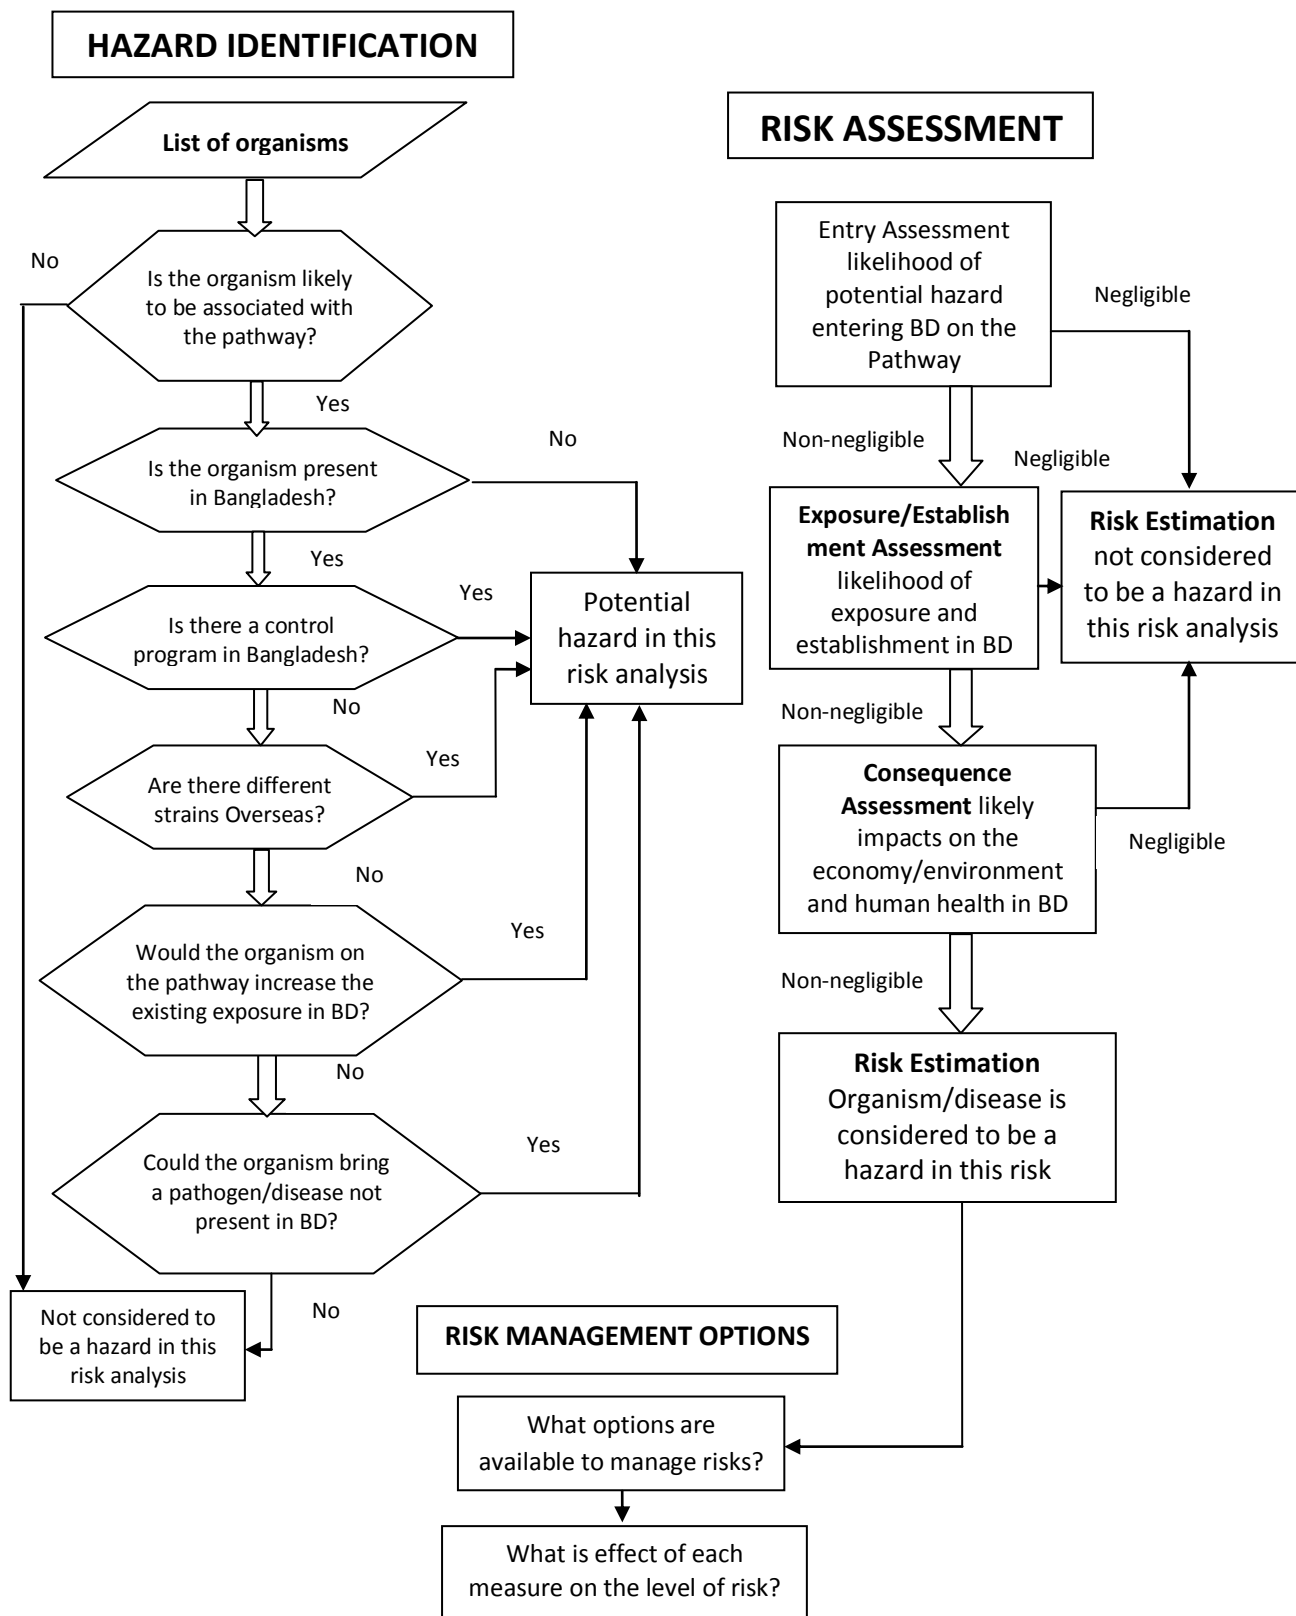 HAZARD IDENTIFICATION
List of organisms
No
Is the organism likely
to be associated with
the pathway?
Yes
No
Is the organism present
in Bangladesh?
Yes
Yes
Is there a control
program in Bangladesh?
No
Potential
hazard in this
risk analysis
Yes
Are there different
strains Overseas?
No
Yes
Would the organism on
the pathway increase the
existing exposure in BD?
No
Yes
Could the organism bring
a pathogen/disease not
present in BD?
No
Not considered to
be a hazard in this
risk analysis
RISK ASSESSMENT
Entry Assessment
likelihood of
potential hazard
entering BD on the
Pathway
Negligible
Non-negligible
Negligible
Exposure/Establish
ment Assessment
likelihood of
exposure and
establishment in BD
Risk Estimation
not considered
to be a hazard in
this risk analysis
Non-negligible
Consequence
Assessment likely
impacts on the
economy/environment
and human health in BD
Negligible
Non-negligible
Risk Estimation
Organism/disease is
considered to be a
hazard in this risk
RISK MANAGEMENT OPTIONS
What options are
available to manage risks?
What is effect of each
measure on the level of risk?